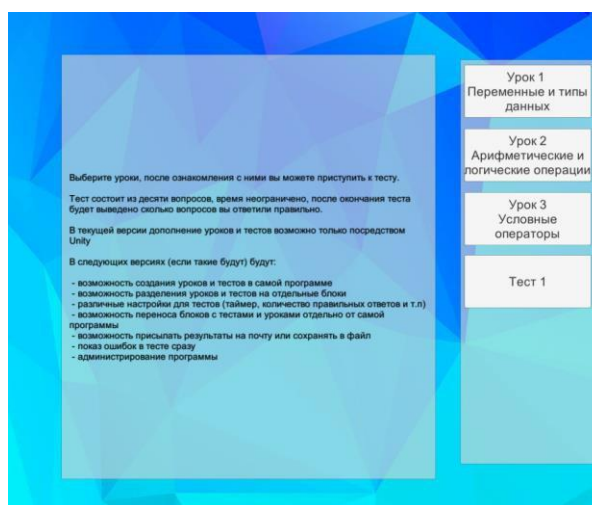 Выберите уроки, после ознакомления с ними вы можете приступить к тесту.
Тест состоит из десяти вопросов, время неограничено, после окончания теста
будет выведено сколько вопросов вы ответили правильно.
В текущей версии дополнение уроков и тестов возможно только посредством
Unity
В следующих версиях (если такие будут) будут:
- возможность создания уроков и тестов в самой программе
- возможность разделения уроков и тестов на отдельные блоки
- различные настройки для тестов (таймер, количество правильных ответов и т.п)
- возможность переноса блоков с тестами и уроками отдельно от самой
программы
- возможность присылать результаты на почту или сохранять в файл
- показ ошибок в тесте сразу
- администрирование программы
Урок 1
Переменные и типы
данных
Урок 2
Арифметические и
логические операции
Урок 3
Условные
операторы
Тест 1